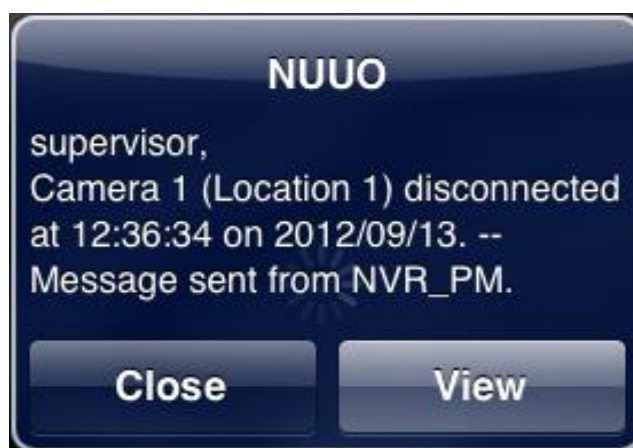 NUUO
supervisor,
Camera 1 (Location 1) disconnected
at 12:36:34 on 2012/09/13. --
Message sent from NVR_PM.
Close
View